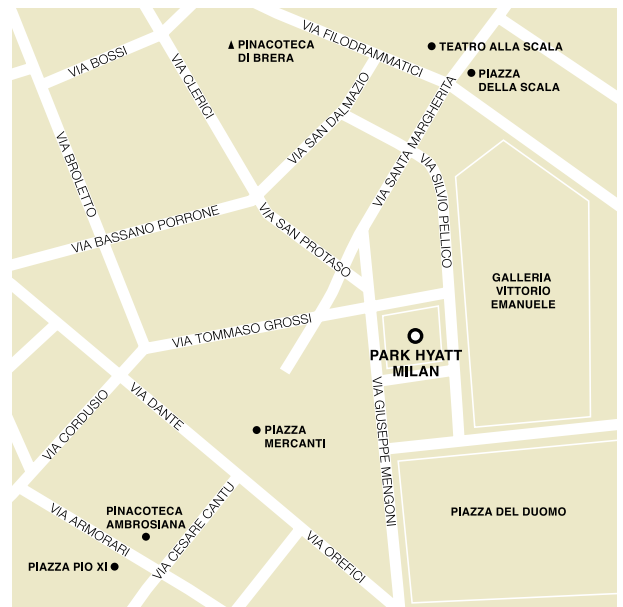 VIA FILODRAMMATICI
TEATRO ALLA SCALA
PINACOTECA
DI BRERA
VIA BOSSI
VIA CLERICI
PIAZZA
DELLA SCALA
VIA SAN DALMAZIO
VIA SANTA MARGHERITA
VIA BROLETTO
VIA SILVIO PELLICO
VIA BASSANO PORRONE
VIA SAN PROTASO
GALLERIA
VITTORIO
EMANUELE
VIA TOMMASO GROSSI
PARK HYATT
MILAN
VIA CORDUSIO
VIA DANTE
VIA GIUSEPPE MENGONI
PIAZZA
MERCANTI
VIA ARMORARI
PINACOTECA
AMBROSIANA
VIA CESARE CANTU
PIAZZA DEL DUOMO
VIA OREFICI
PIAZZA PIO XI